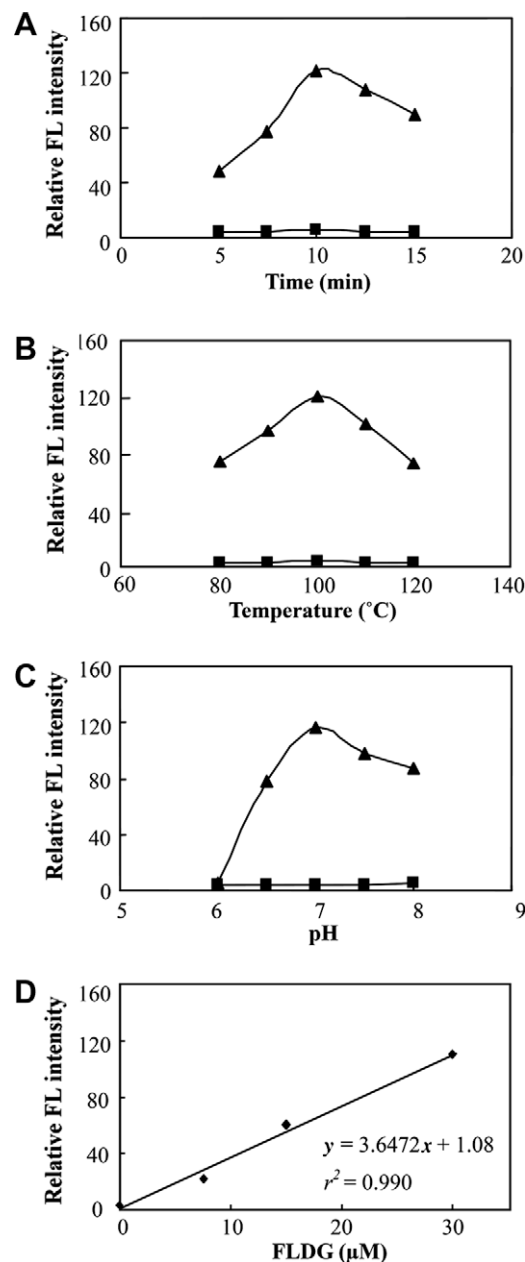 A
Relative FL intensity
160
120
80
40
0
0 5 10 15 20
Time (min)
B
Relative FL intensity
160
120
80
40
0
60 80 100 120 140
Temperature (˚C)
C
Relative FL intensity
160
120
80
40
0
5 6 7 8 9
pH
D
Relative FL intensity
160
120
80
40
0
y = 3.6472x + 1.08
r² = 0.990
0 10 20 30
FLDG (µM)